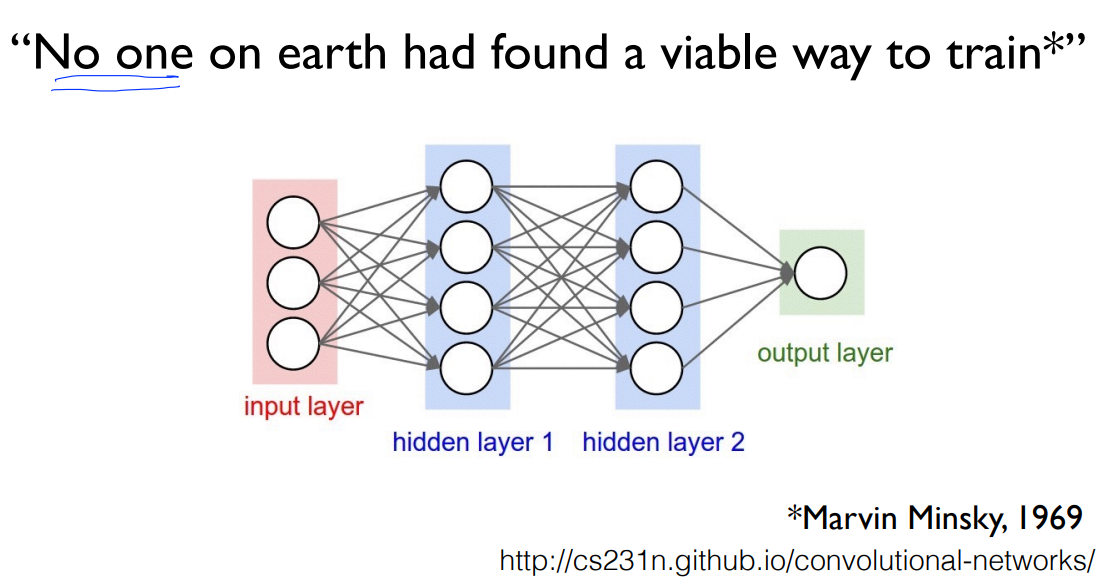 “No one on earth had found a viable way to train*”
input layer
hidden layer 1
hidden layer 2
output layer
*Marvin Minsky, 1969
http://cs231n.github.io/convolutional-networks/